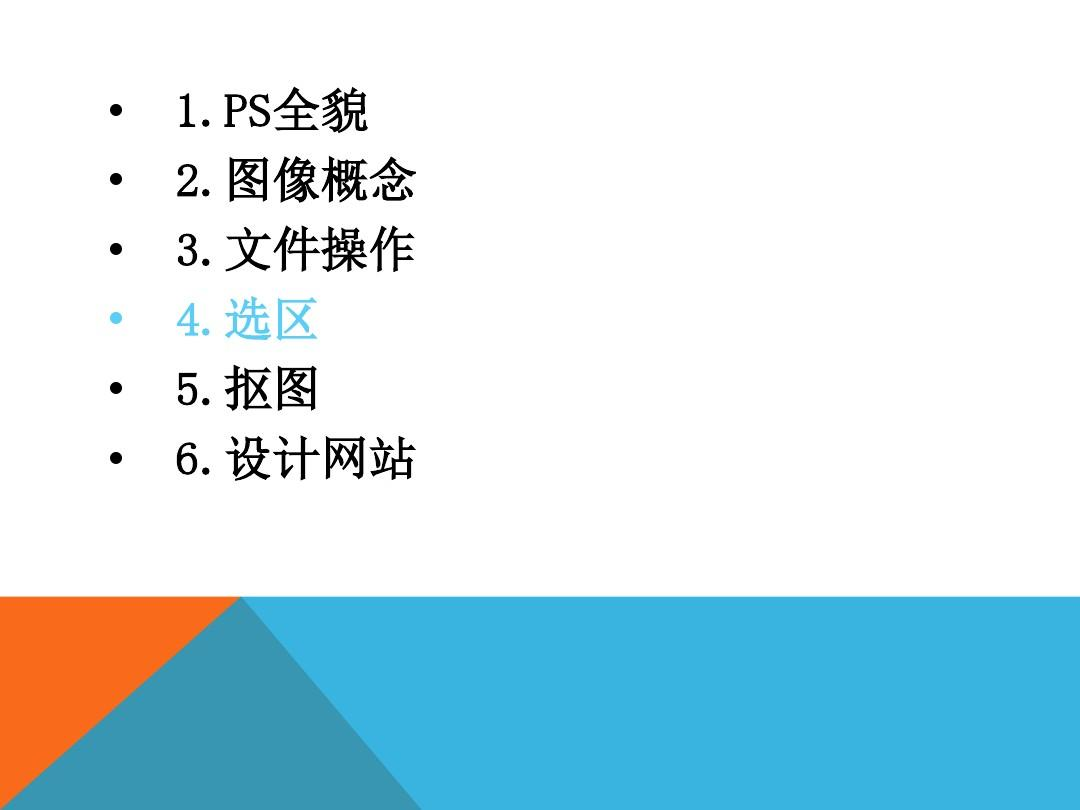 • 1.PS全貌
• 2.图像概念
• 3.文件操作
• 4.选区
• 5.抠图
• 6.设计网站